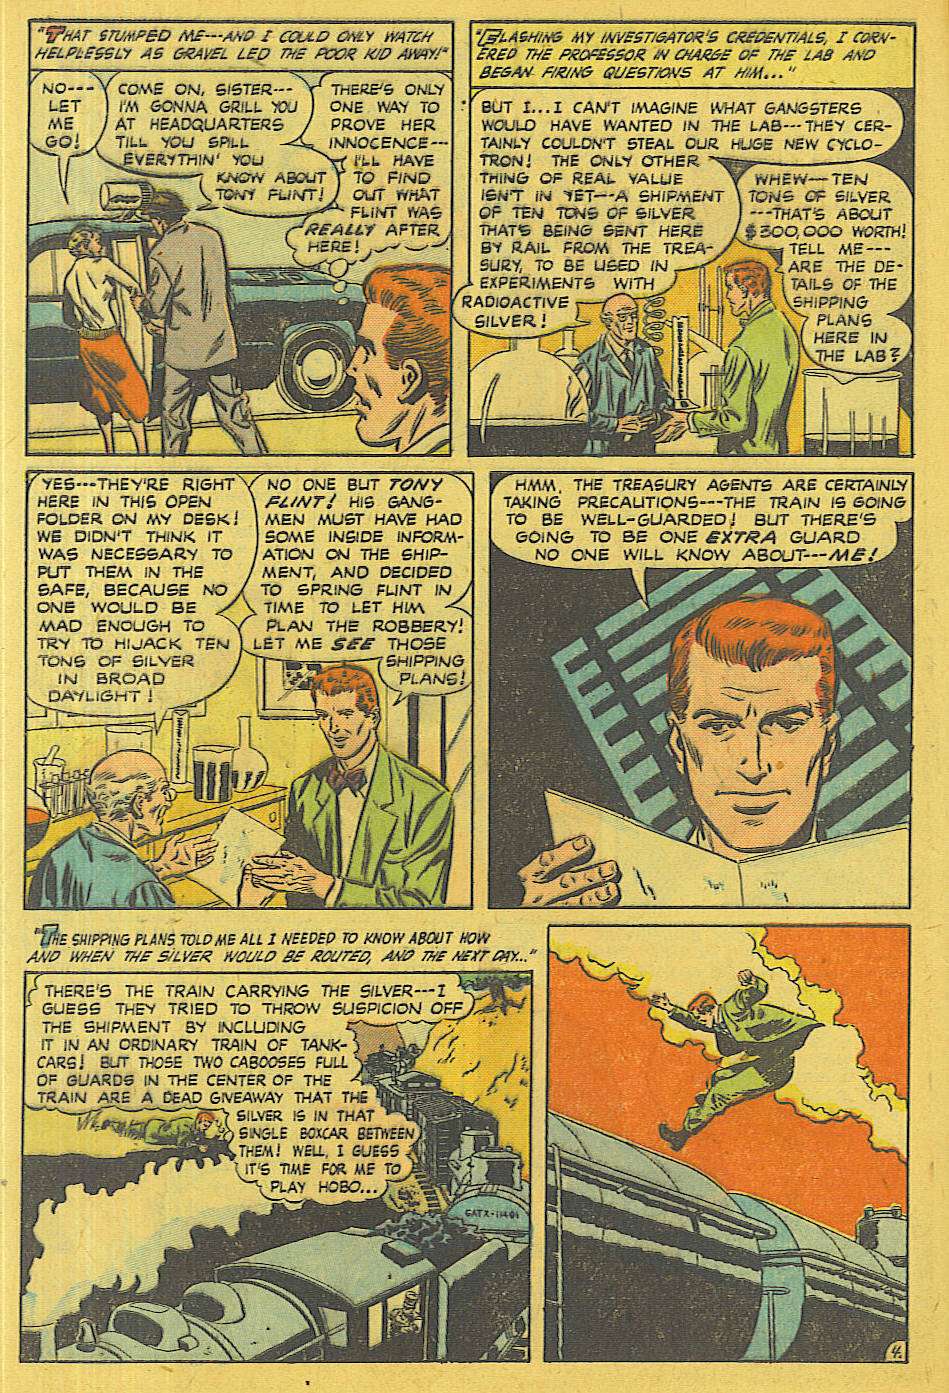 "THAT STUMPED ME---AND I COULD ONLY WATCH
HELPLESSLY AS GRAVEL LED THE POOR KID AWAY!"
NO---
LET
ME
GO!
COME ON, SISTER---
I'M GONNA GRILL YOU
AT HEADQUARTERS
TILL YOU SPILL
EVERYTHIN' YOU
KNOW ABOUT
TONY FLINT!
THERE'S ONLY
ONE WAY TO
PROVE HER
INNOCENCE---
I'LL HAVE
TO FIND
OUT WHAT
FLINT WAS
REALLY AFTER
HERE!
"FLASHING MY INVESTIGATOR'S CREDENTIALS, I CORN-
ERED THE PROFESSOR IN CHARGE OF THE LAB AND
BEGAN FIRING QUESTIONS AT HIM..."
BUT I...I CAN'T IMAGINE WHAT GANGSTERS
WOULD HAVE WANTED IN THE LAB---THEY CER-
TAINLY COULDN'T STEAL OUR HUGE NEW CYCLO-
TRON! THE ONLY OTHER
THING OF REAL VALUE
ISN'T IN YET---A SHIPMENT
OF TEN TONS OF SILVER
THAT'S BEING SENT HERE
BY RAIL FROM THE TREA-
SURY, TO BE USED IN
EXPERIMENTS WITH
RADIOACTIVE
SILVER!
WHEW---TEN
TONS OF SILVER
---THAT'S ABOUT
$300,000 WORTH!
TELL ME---
ARE THE DE-
TAILS OF THE
SHIPPING
PLANS
HERE IN
THE LAB?
YES---THEY'RE RIGHT
HERE IN THIS OPEN
FOLDER ON MY DESK!
WE DIDN'T THINK IT
WAS NECESSARY TO
PUT THEM IN THE
SAFE, BECAUSE NO
ONE WOULD BE
MAD ENOUGH TO
TRY TO HIJACK TEN
TONS OF SILVER
IN BROAD
DAYLIGHT!
NO ONE BUT TONY
FLINT! HIS GANG-
MEN MUST HAVE HAD
SOME INSIDE INFORM-
ATION ON THE SHIP-
MENT, AND DECIDED
TO SPRING FLINT IN
TIME TO LET HIM
PLAN THE ROBBERY!
LET ME SEE THOSE
SHIPPING
PLANS!
HMM, THE TREASURY AGENTS ARE CERTAINLY
TAKING PRECAUTIONS---THE TRAIN IS GOING
TO BE WELL-GUARDED! BUT THERE'S
GOING TO BE ONE EXTRA GUARD
NO ONE WILL KNOW ABOUT---ME!
"THE SHIPPING PLANS TOLD ME ALL I NEEDED TO KNOW ABOUT HOW
AND WHEN THE SILVER WOULD BE ROUTED, AND THE NEXT DAY..."
THERE'S THE TRAIN CARRYING THE SILVER---I
GUESS THEY TRIED TO THROW SUSPICION OFF
THE SHIPMENT BY INCLUDING
IT IN AN ORDINARY TRAIN OF TANK-
CARS! BUT THOSE TWO CABOOSES FULL
OF GUARDS IN THE CENTER OF THE
TRAIN ARE A DEAD GIVEAWAY THAT THE
SILVER IS IN THAT
SINGLE BOXCAR BETWEEN
THEM! WELL, I GUESS
IT'S TIME FOR ME TO
PLAY HOBO...
GATX-11401
4.